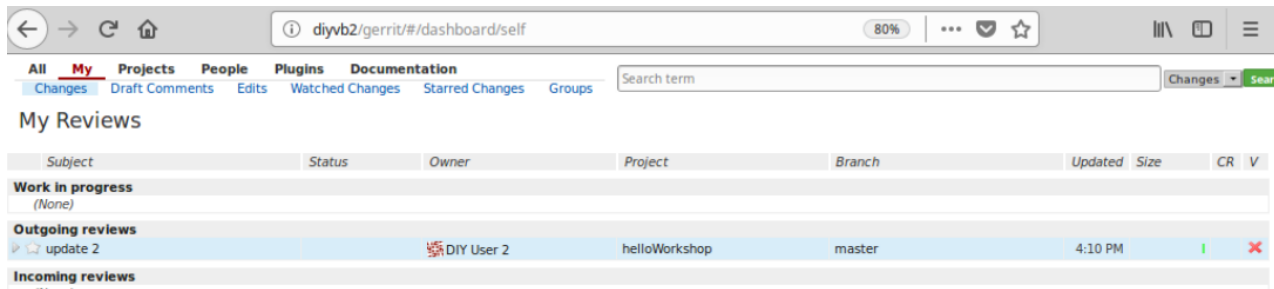 diyvb2/gerrit/#/dashboard/self 80%
All My Projects People Plugins Documentation
Search term Changes
Changes Draft Comments Edits Watched Changes Starred Changes Groups
My Reviews
Subject Status Owner Project Branch Updated Size CR V
Work in progress
(None)
Outgoing reviews
update 2 DIY User 2 helloWorkshop master 4:10 PM
Incoming reviews